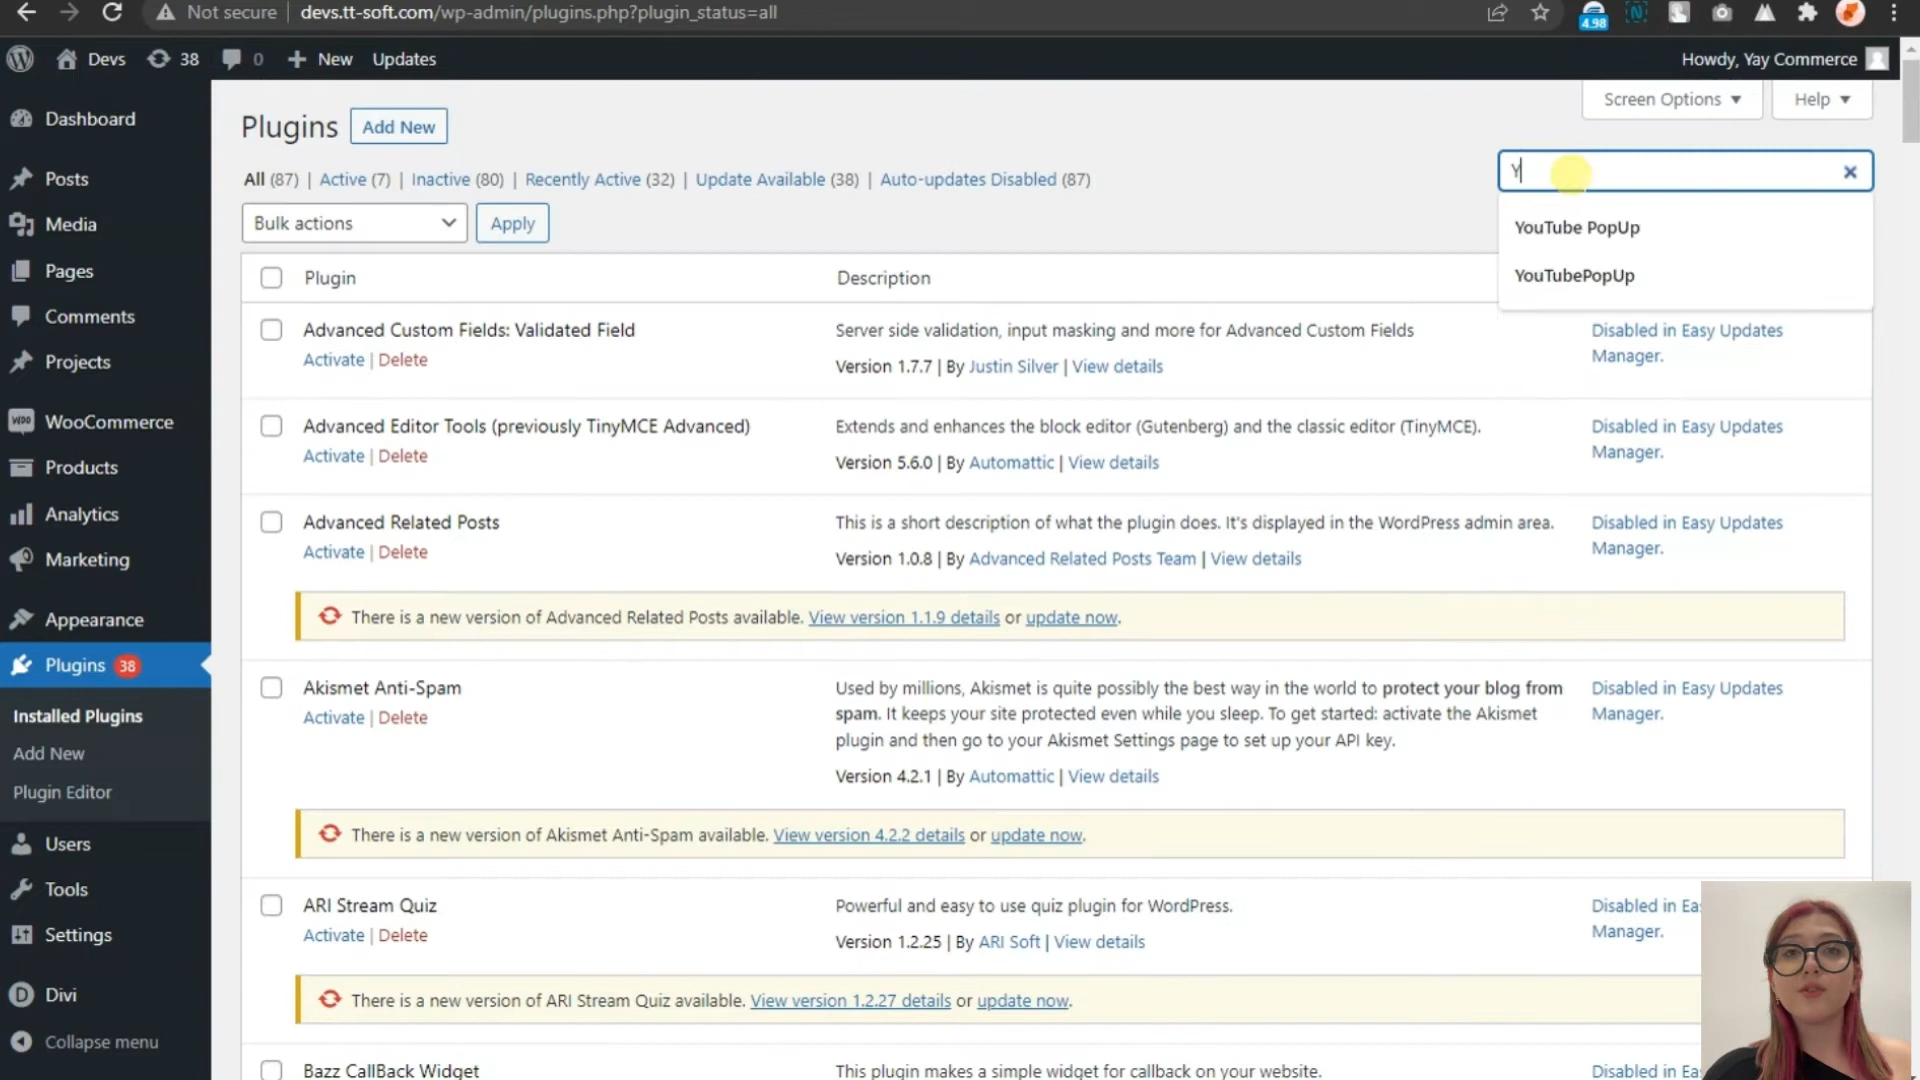 Not secure devs.tt-soft.com/wp-admin/plugins.php?plugin_status=all
4.98
Devs 38 0 New Updates
Howdy, Yay Commerce
Screen Options Help
Plugins Add New
All (87) | Active (7) | Inactive (80) | Recently Active (32) | Update Available (38) | Auto-updates Disabled (87)
Y
YouTube PopUp
YouTubePopUp
Bulk actions Apply
Dashboard
Posts
Media
Pages
Comments
Projects
WooCommerce
Products
Analytics
Marketing
Appearance
Plugins 38
Installed Plugins
Add New
Plugin Editor
Users
Tools
Settings
Divi
Collapse menu
Plugin Description
Advanced Custom Fields: Validated Field
Activate | Delete
Server side validation, input masking and more for Advanced Custom Fields
Version 1.7.7 | By Justin Silver | View details
Disabled in Easy Updates
Manager.
Advanced Editor Tools (previously TinyMCE Advanced)
Activate | Delete
Extends and enhances the block editor (Gutenberg) and the classic editor (TinyMCE).
Version 5.6.0 | By Automattic | View details
Disabled in Easy Updates
Manager.
Advanced Related Posts
Activate | Delete
This is a short description of what the plugin does. It's displayed in the WordPress admin area.
Version 1.0.8 | By Advanced Related Posts Team | View details
Disabled in Easy Updates
Manager.
There is a new version of Advanced Related Posts available. View version 1.1.9 details or update now.
Akismet Anti-Spam
Activate | Delete
Used by millions, Akismet is quite possibly the best way in the world to protect your blog from
spam. It keeps your site protected even while you sleep. To get started: activate the Akismet
plugin and then go to your Akismet Settings page to set up your API key.
Version 4.2.1 | By Automattic | View details
Disabled in Easy Updates
Manager.
There is a new version of Akismet Anti-Spam available. View version 4.2.2 details or update now.
ARI Stream Quiz
Activate | Delete
Powerful and easy to use quiz plugin for WordPress.
Version 1.2.25 | By ARI Soft | View details
Disabled in Ea
Manager.
There is a new version of ARI Stream Quiz available. View version 1.2.27 details or update now.
Bazz CallBack Widget
This plugin makes a simple widget for callback on your website.
Disabled in Ea